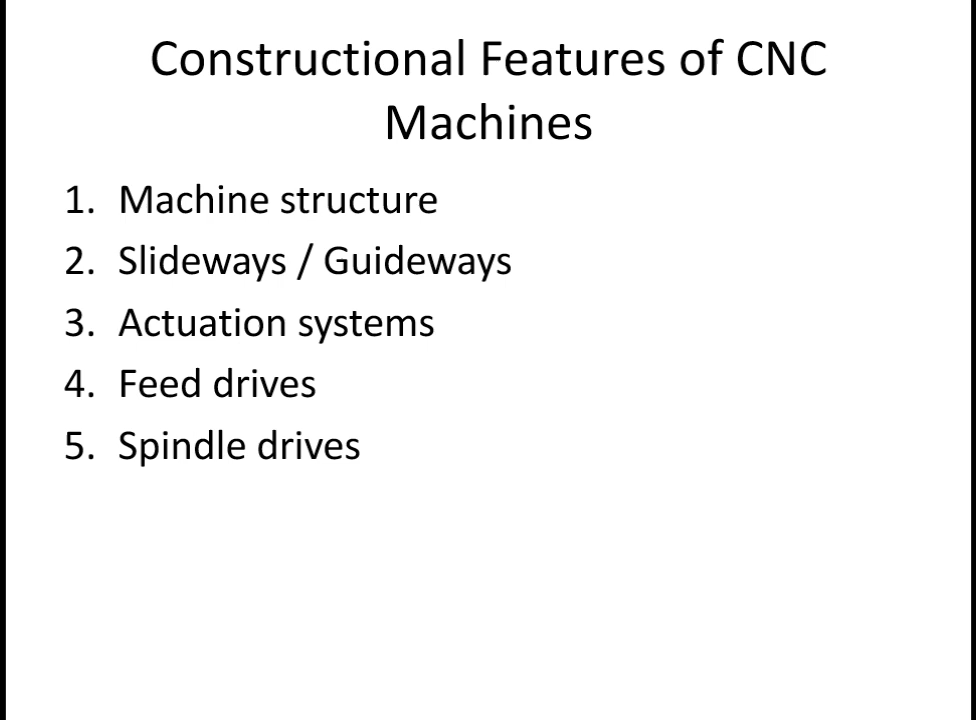 Constructional Features of CNC
Machines
1. Machine structure
2. Slideways / Guideways
3. Actuation systems
4. Feed drives
5. Spindle drives